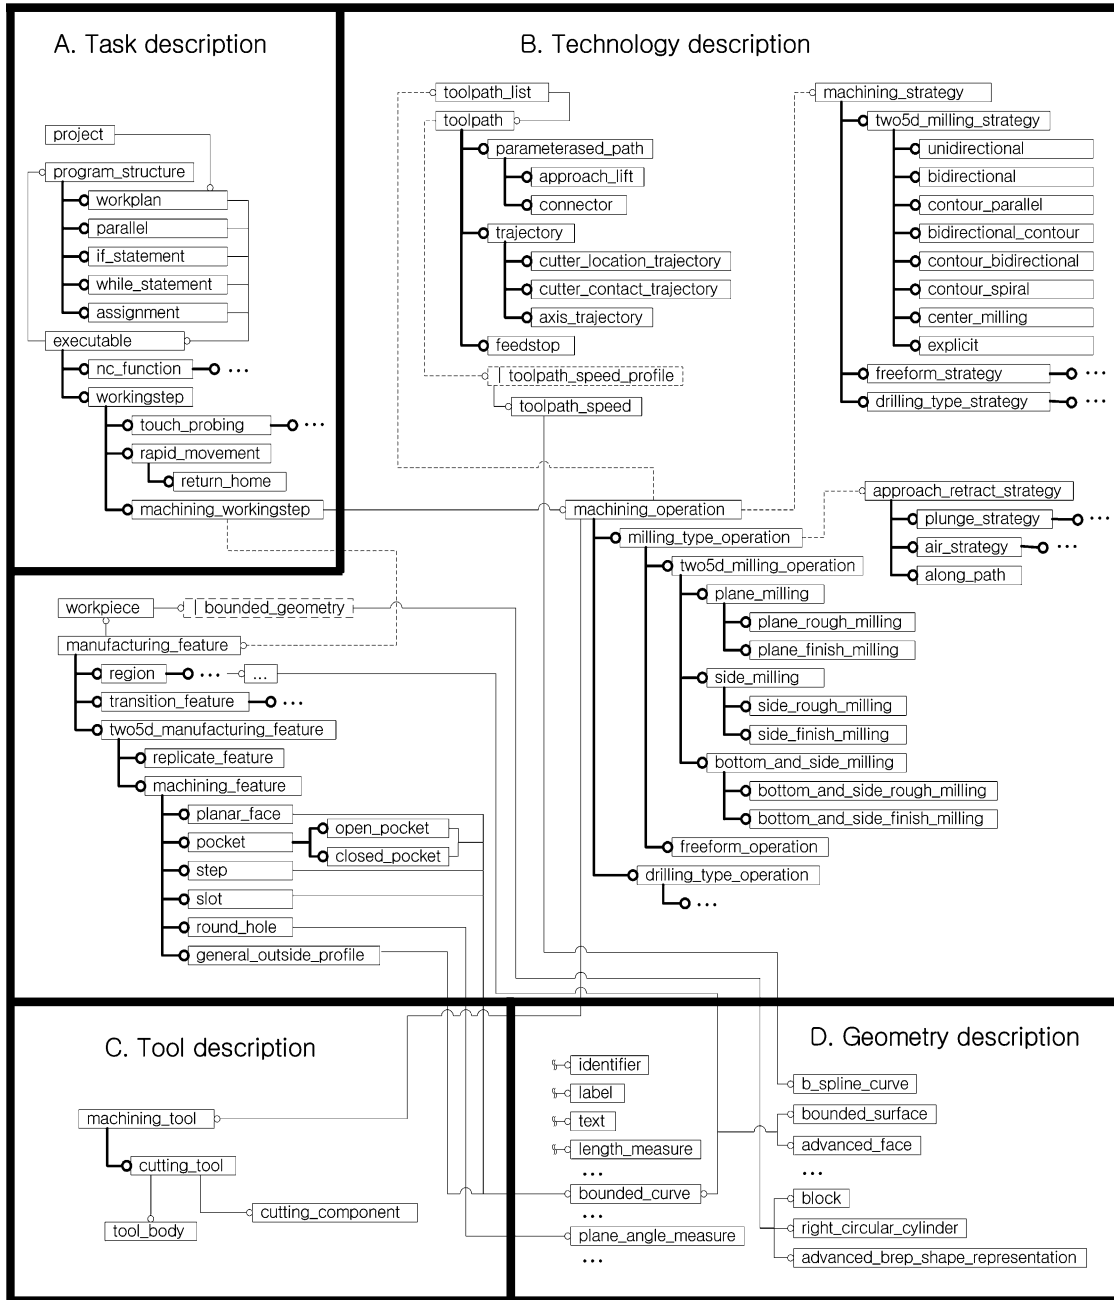 A. Task description
project
program_structure
workplan
parallel
if_statement
while_statement
assignment
executable
nc_function ...
workingstep
touch_probing ...
rapid_movement
return_home
machining_workingstep
B. Technology description
toolpath_list
toolpath
parameterased_path
approach_lift
connector
trajectory
cutter_location_trajectory
cutter_contact_trajectory
axis_trajectory
feedstop
| toolpath_speed_profile
toolpath_speed
machining_strategy
two5d_milling_strategy
unidirectional
bidirectional
contour_parallel
bidirectional_contour
contour_bidirectional
contour_spiral
center_milling
explicit
freeform_strategy ...
drilling_type_strategy ...
approach_retract_strategy
plunge_strategy ...
air_strategy ...
along_path
machining_operation
milling_type_operation
two5d_milling_operation
plane_milling
plane_rough_milling
plane_finish_milling
side_milling
side_rough_milling
side_finish_milling
bottom_and_side_milling
bottom_and_side_rough_milling
bottom_and_side_finish_milling
freeform_operation
drilling_type_operation
...
workpiece
| bounded_geometry
manufacturing_feature
region ... ...
transition_feature ...
two5d_manufacturing_feature
replicate_feature
machining_feature
planar_face
pocket
open_pocket
closed_pocket
step
slot
round_hole
general_outside_profile
C. Tool description
machining_tool
cutting_tool
tool_body
cutting_component
D. Geometry description
identifier
label
text
length_measure
...
bounded_curve
...
plane_angle_measure
...
b_spline_curve
bounded_surface
advanced_face
...
block
right_circular_cylinder
advanced_brep_shape_representation